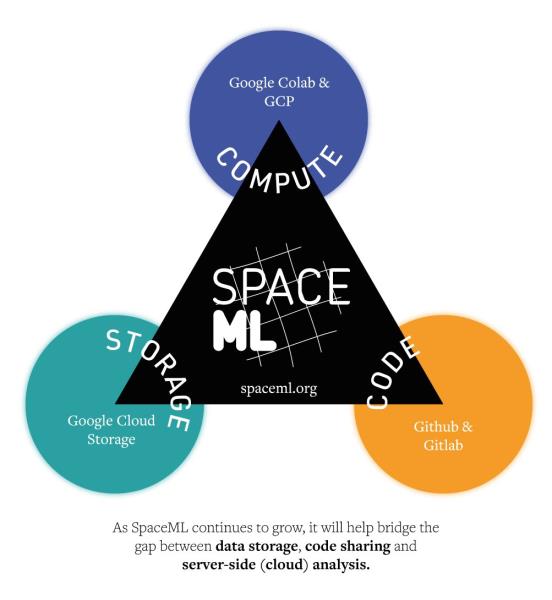 Google Colab &
GCP
COMPUTE
SPACE
ML
spaceml.org
STORAGE
Google Cloud
Storage
CODE
Github &
Gitlab
As SpaceML continues to grow, it will help bridge the
gap between data storage, code sharing and
server-side (cloud) analysis.